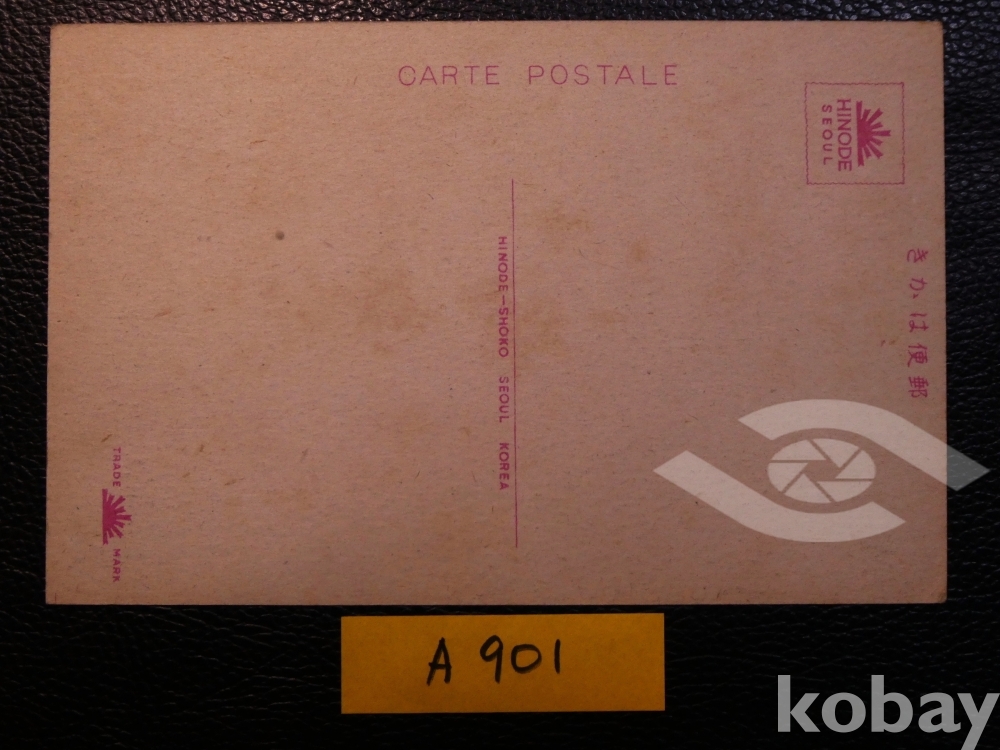 CARTE POSTALE
HINODE
SEOUL
きかは便郵
HINODE-SHOKO SEOUL KOREA
TRADE MARK
A 901
kobay